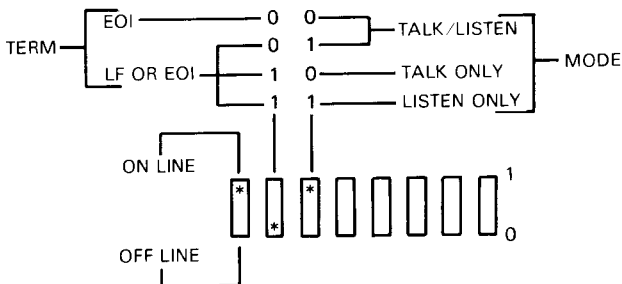 EOI 0 0
0 1 TALK/LISTEN
TERM MODE
LF OR EOI 1 0 TALK ONLY
1 1 LISTEN ONLY
ON LINE
* * 1
* 0
OFF LINE